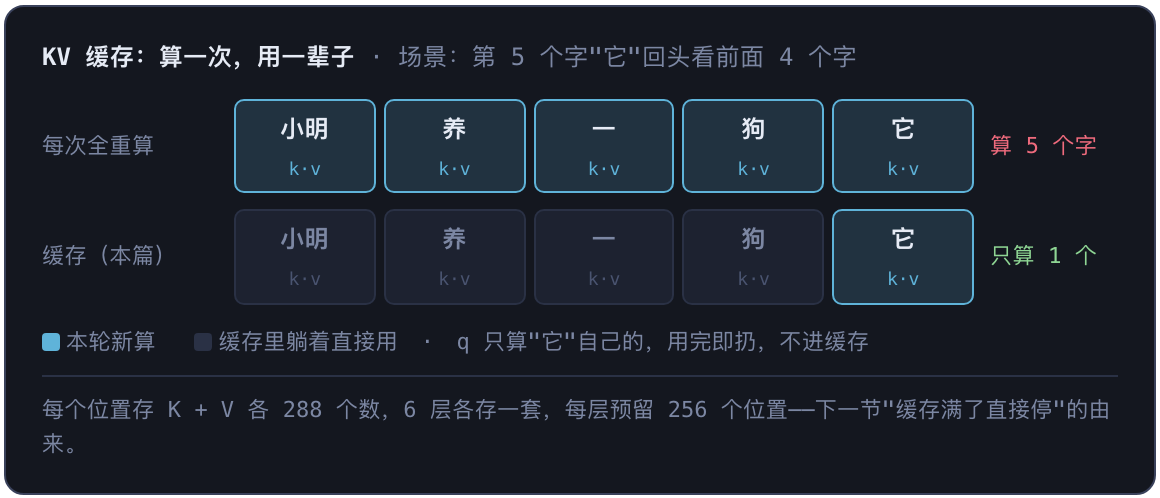 KV 缓存：算一次，用一辈子 · 场景：第 5 个字"它"回头看前面 4 个字
每次全重算 小明 养 一 狗 它 算 5 个字
k·v k·v k·v k·v k·v
缓存（本篇） 小明 养 一 狗 它 只算 1 个
k·v k·v k·v k·v k·v
本轮新算 缓存里躺着直接用 · q 只算"它"自己的，用完即扔，不进缓存
每个位置存 K + V 各 288 个数，6 层各存一套，每层预留 256 个位置——下一节"缓存满了直接停"的由
来。